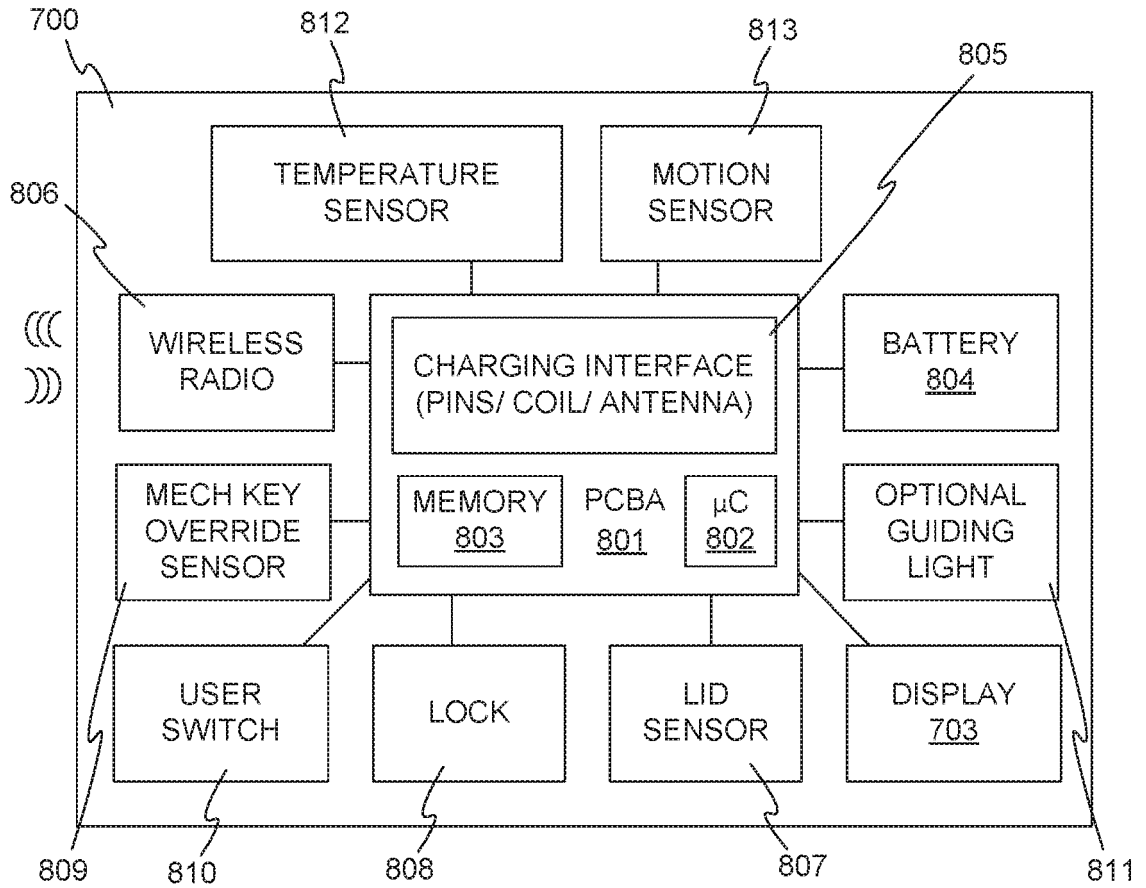 700
812
813
805
TEMPERATURE
SENSOR
MOTION
SENSOR
806
WIRELESS
RADIO
CHARGING INTERFACE
(PINS/ COIL/ ANTENNA)
BATTERY
804
MECH KEY
OVERRIDE
SENSOR
MEMORY
803
PCBA
801
µC
802
OPTIONAL
GUIDING
LIGHT
USER
SWITCH
LOCK
LID
SENSOR
DISPLAY
703
809
810
808
807
811